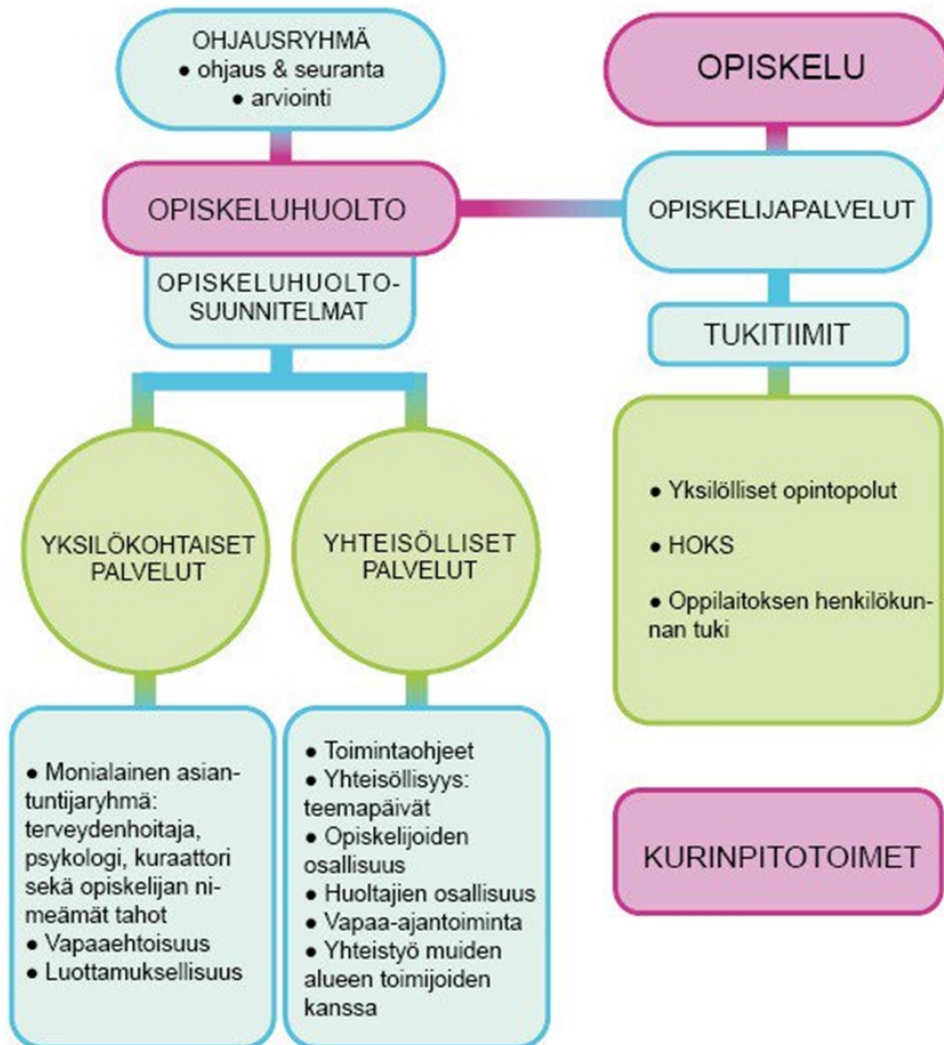 OHJAUSRYHMÄ
● ohjaus & seuranta
● arviointi
OPISKELU
OPISKELUHUOLTO
OPISKELIJAPALVELUT
OPISKELUHUOLTO-
SUUNNITELMAT
TUKITIIMIT
YKSILÖKOHTAISET
PALVELUT
YHTEISÖLLISET
PALVELUT
● Yksilölliset opintopolut
● HOKS
● Oppilaitoksen henkilökun-
nan tuki
● Monialainen asian-
tuntijaryhmä:
terveydenhoitaja,
psykologi, kuraattori
sekä opiskelijan ni-
meämät tahot
● Vapaaehtoisuus
● Luottamuksellisuus
● Toimintaohjeet
● Yhteisöllisyys:
teemapäivät
● Opiskelijoiden
osallisuus
● Huoltajien osallisuus
● Vapaa-ajantoiminta
● Yhteistyö muiden
alueen toimijoiden
kanssa
KURINPITOTOIMET